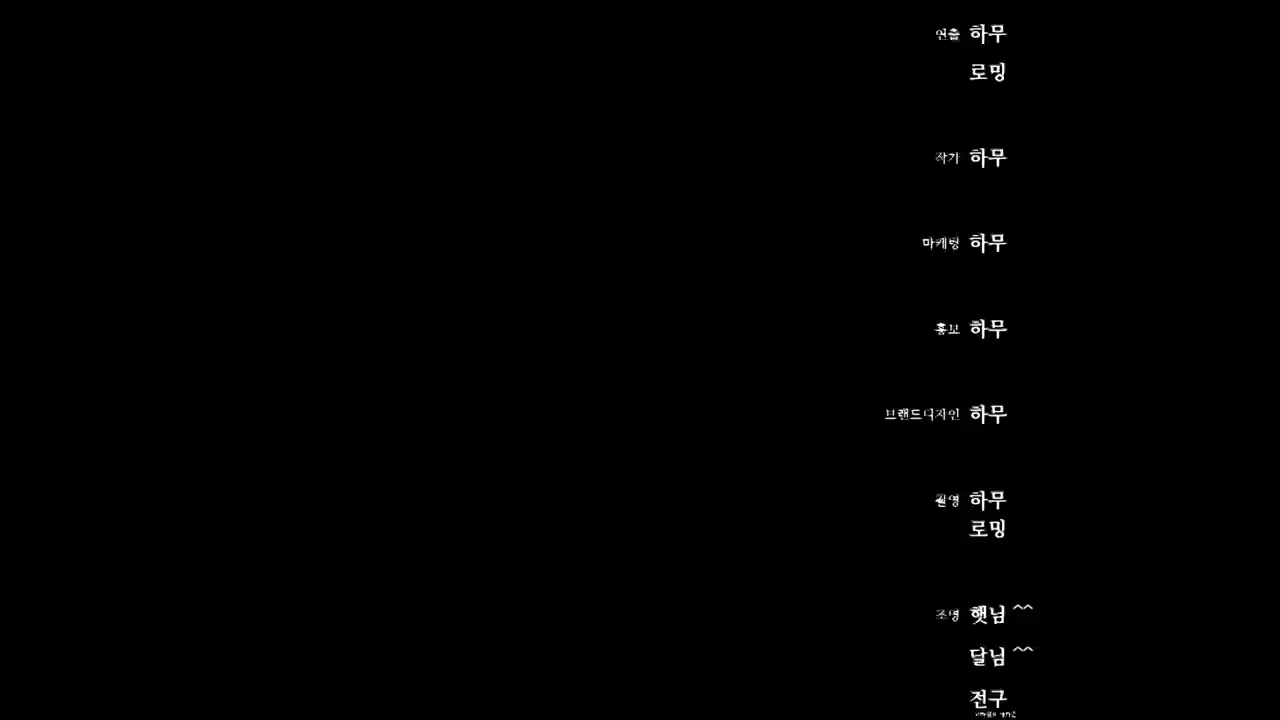 연출 하무
로밍
작가 하무
마케팅 하무
홍보 하무
브랜드디자인 하무
촬영 하무
로밍
조명 햇님 ^^
달님 ^^
전구